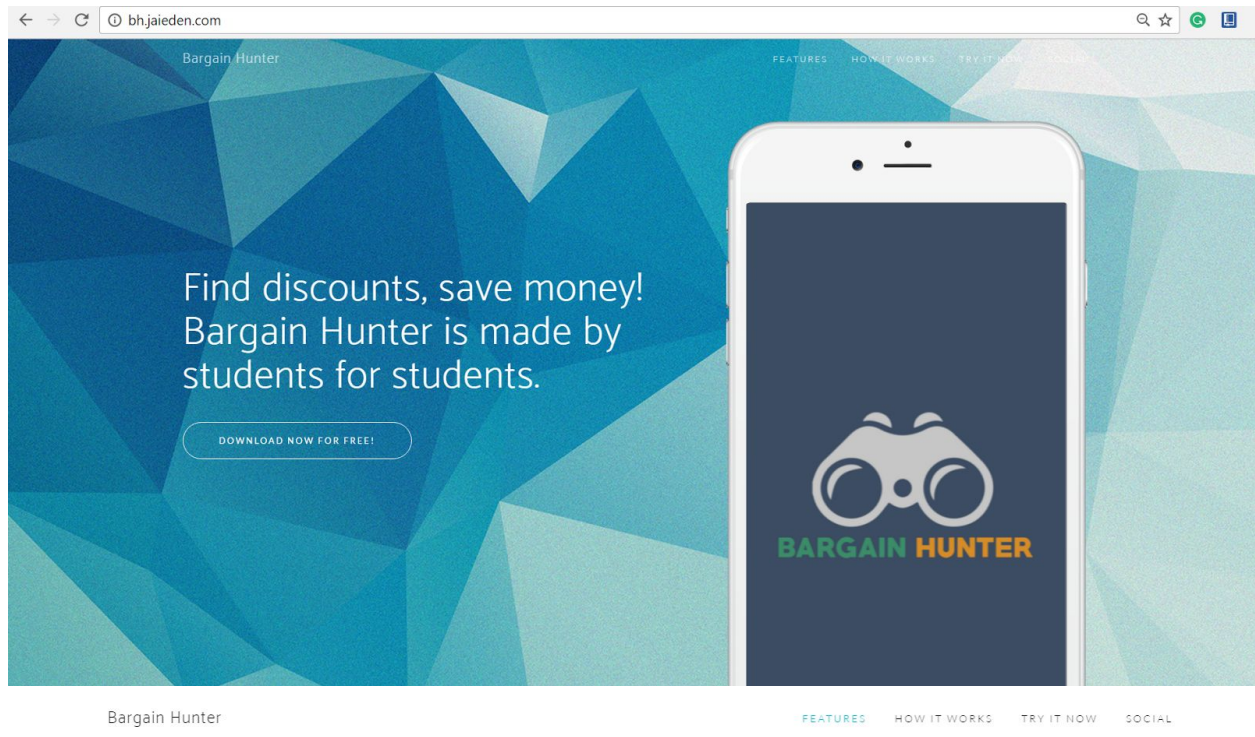 bh.jaieden.com
Bargain Hunter
FEATURES HOW IT WORKS TRY IT NOW SOCIAL
Find discounts, save money!
Bargain Hunter is made by
students for students.
DOWNLOAD NOW FOR FREE!
BARGAIN HUNTER
Bargain Hunter
FEATURES HOW IT WORKS TRY IT NOW SOCIAL